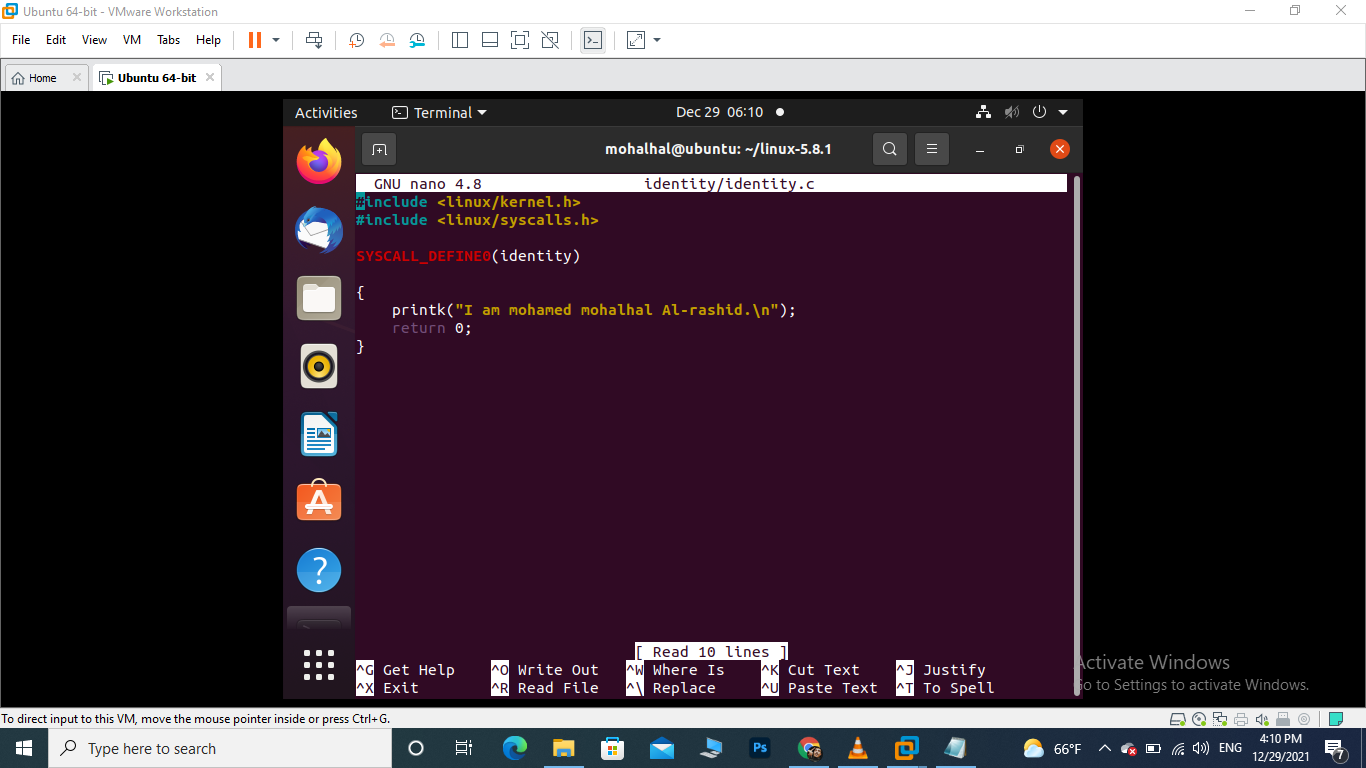 Ubuntu 64-bit - VMware Workstation
File Edit View VM Tabs Help
Home Ubuntu 64-bit
Activities Terminal Dec 29 06:10
mohalhal@ubuntu: ~/linux-5.8.1
GNU nano 4.8 identity/identity.c
#include <linux/kernel.h>
#include <linux/syscalls.h>
SYSCALL_DEFINE0(identity)
{
printk("I am mohamed mohalhal Al-rashid.\n");
return 0;
}
[ Read 10 lines ]
^G Get Help ^O Write Out ^W Where Is ^K Cut Text ^J Justify
^X Exit ^R Read File ^\ Replace ^U Paste Text ^T To Spell
Activate Windows
Go to Settings to activate Windows.
To direct input to this VM, move the mouse pointer inside or press Ctrl+G.
Type here to search
Ps
66°F
ENG
4:10 PM
12/29/2021
7